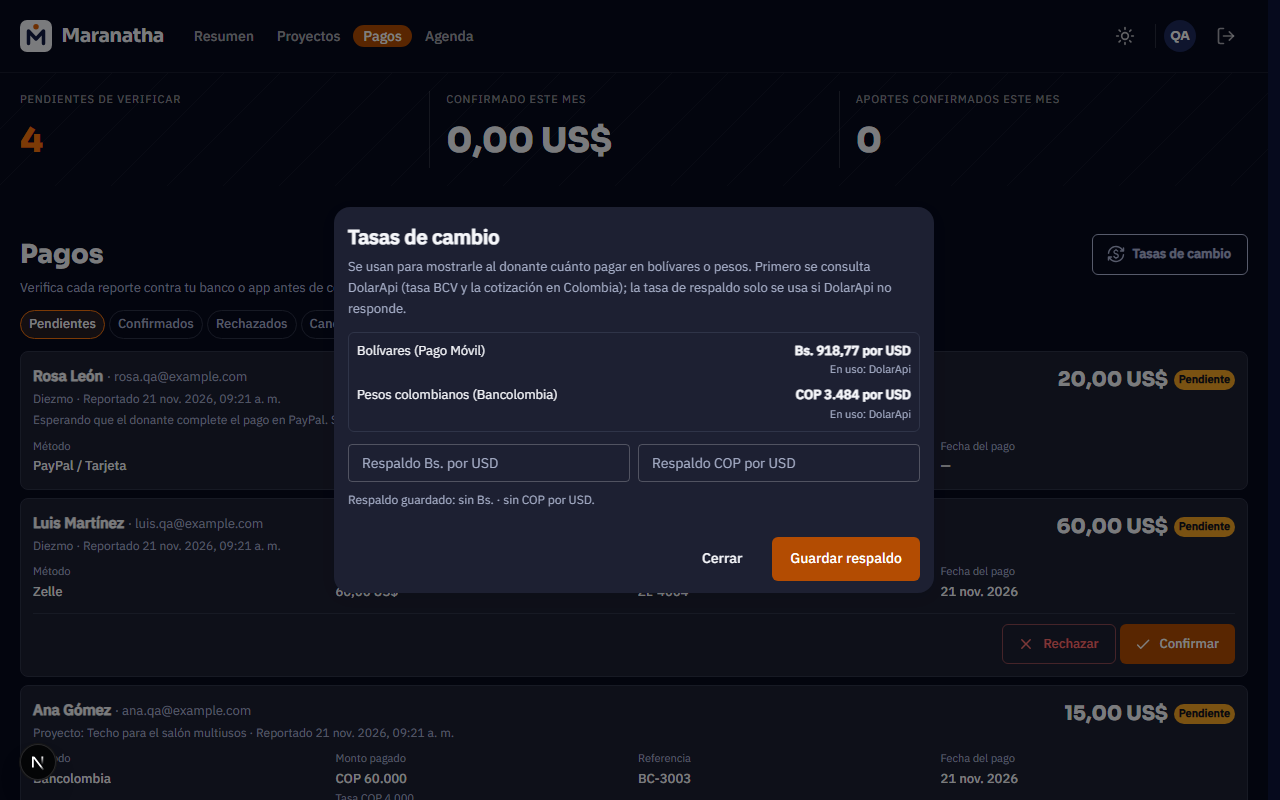 Maranatha
Resumen
Proyectos
Pagos
Agenda
QA
PENDIENTES DE VERIFICAR
4
CONFIRMADO ESTE MES
0,00 US$
APORTES CONFIRMADOS ESTE MES
0
Pagos
Tasas de cambio
Verifica cada reporte contra tu banco o app antes de c
Pendientes
Confirmados
Rechazados
Can
Tasas de cambio
Se usan para mostrarle al donante cuánto pagar en bolívares o pesos. Primero se consulta
DolarApi (tasa BCV y la cotización en Colombia); la tasa de respaldo solo se usa si DolarApi no
responde.
Bolívares (Pago Móvil)
Bs. 918,77 por USD
En uso: DolarApi
Pesos colombianos (Bancolombia)
COP 3.484 por USD
En uso: DolarApi
Respaldo Bs. por USD
Respaldo COP por USD
Respaldo guardado: sin Bs. · sin COP por USD.
Cerrar
Guardar respaldo
Rosa León · rosa.qa@example.com
20,00 US$ Pendiente
Diezmo · Reportado 21 nov. 2026, 09:21 a. m.
Esperando que el donante complete el pago en PayPal.
Método
PayPal / Tarjeta
Fecha del pago
—
Luis Martínez · luis.qa@example.com
60,00 US$ Pendiente
Diezmo · Reportado 21 nov. 2026, 09:21 a. m.
Método
Zelle
60,00 US$
ZE-4004
Fecha del pago
21 nov. 2026
Rechazar
Confirmar
Ana Gómez · ana.qa@example.com
15,00 US$ Pendiente
Proyecto: Techo para el salón multiusos · Reportado 21 nov. 2026, 09:21 a. m.
Monto pagado
COP 60.000
Tasa COP 4.000
Referencia
BC-3003
Fecha del pago
21 nov. 2026
N
odo
Bancolombia